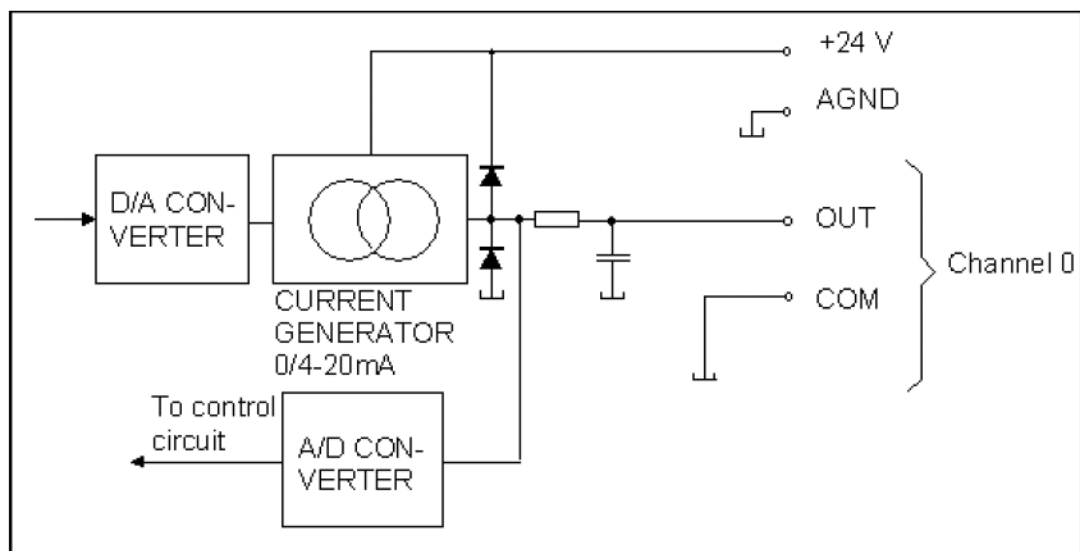 +24 V
AGND
D/A CON-
VERTER
OUT
Channel 0
COM
CURRENT
GENERATOR
0/4-20mA
To control
circuit
A/D CON-
VERTER